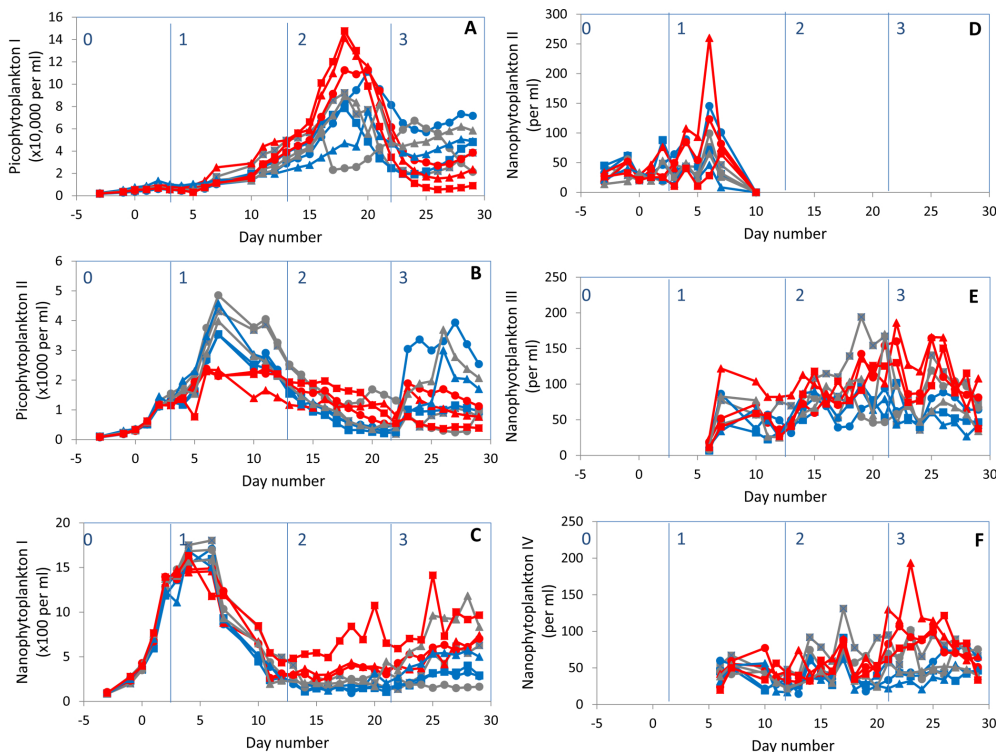 0 1 2 3 A
Picophytoplankton I
(x10,000 per ml)
16
14
12
10
8
6
4
2
0
-5 0 5 10 15 20 25 30
Day number
0 1 2 3 D
Nanophytoplankton II
(per ml)
300
250
200
150
100
50
0
-5 0 5 10 15 20 25 30
Day number
0 1 2 3 B
Picophytoplankton II
(x1000 per ml)
6
5
4
3
2
1
0
-5 0 5 10 15 20 25 30
Day number
0 1 2 3 E
Nanophyotplankton III
(per ml)
250
200
150
100
50
0
-5 0 5 10 15 20 25 30
Day number
0 1 2 3 C
Nanophytoplankton I
(x100 per ml)
20
15
10
5
0
-5 0 5 10 15 20 25 30
Day number
0 1 2 3 F
Nanophytoplankton IV
(per ml)
250
200
150
100
50
0
-5 0 5 10 15 20 25 30
Day number